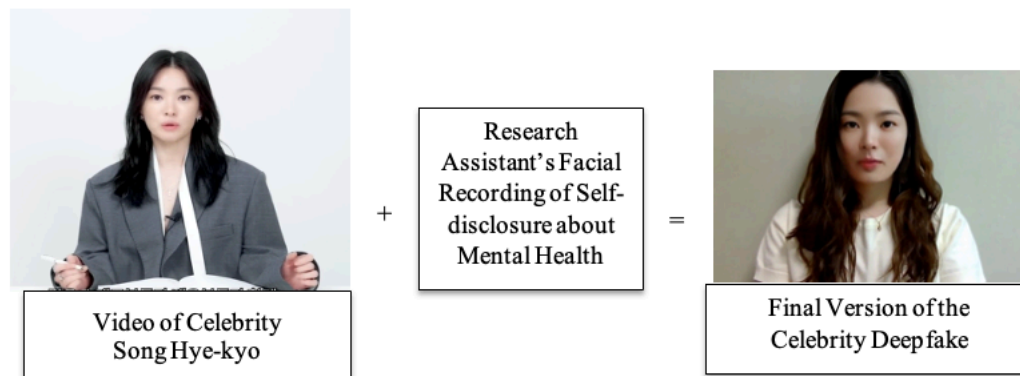 Video of Celebrity
Song Hye-kyo
+
Research
Assistant's Facial
Recording of Self-
disclosure about
Mental Health
=
Final Version of the
Celebrity Deepfake